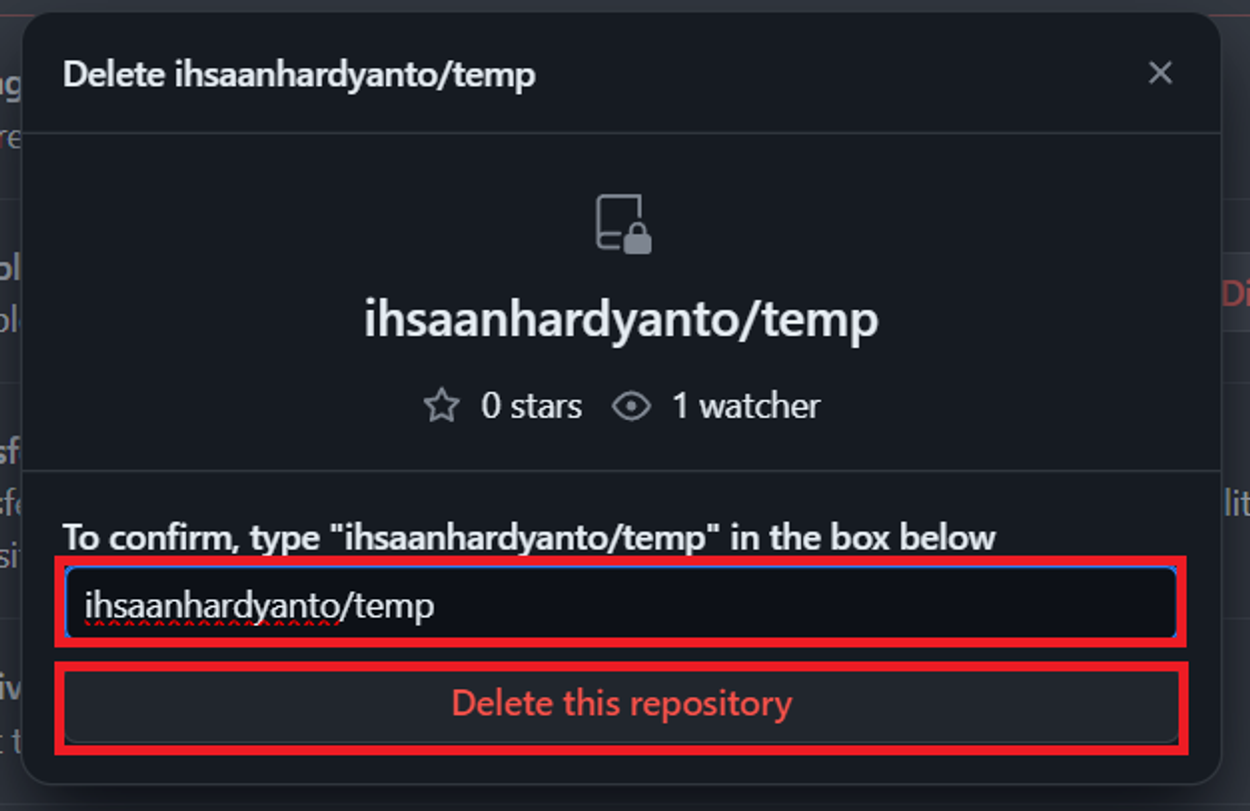 Delete ihsaanhardyanto/temp
ihsaanhardyanto/temp
0 stars 1 watcher
To confirm, type "ihsaanhardyanto/temp" in the box below
ihsaanhardyanto/temp
Delete this repository